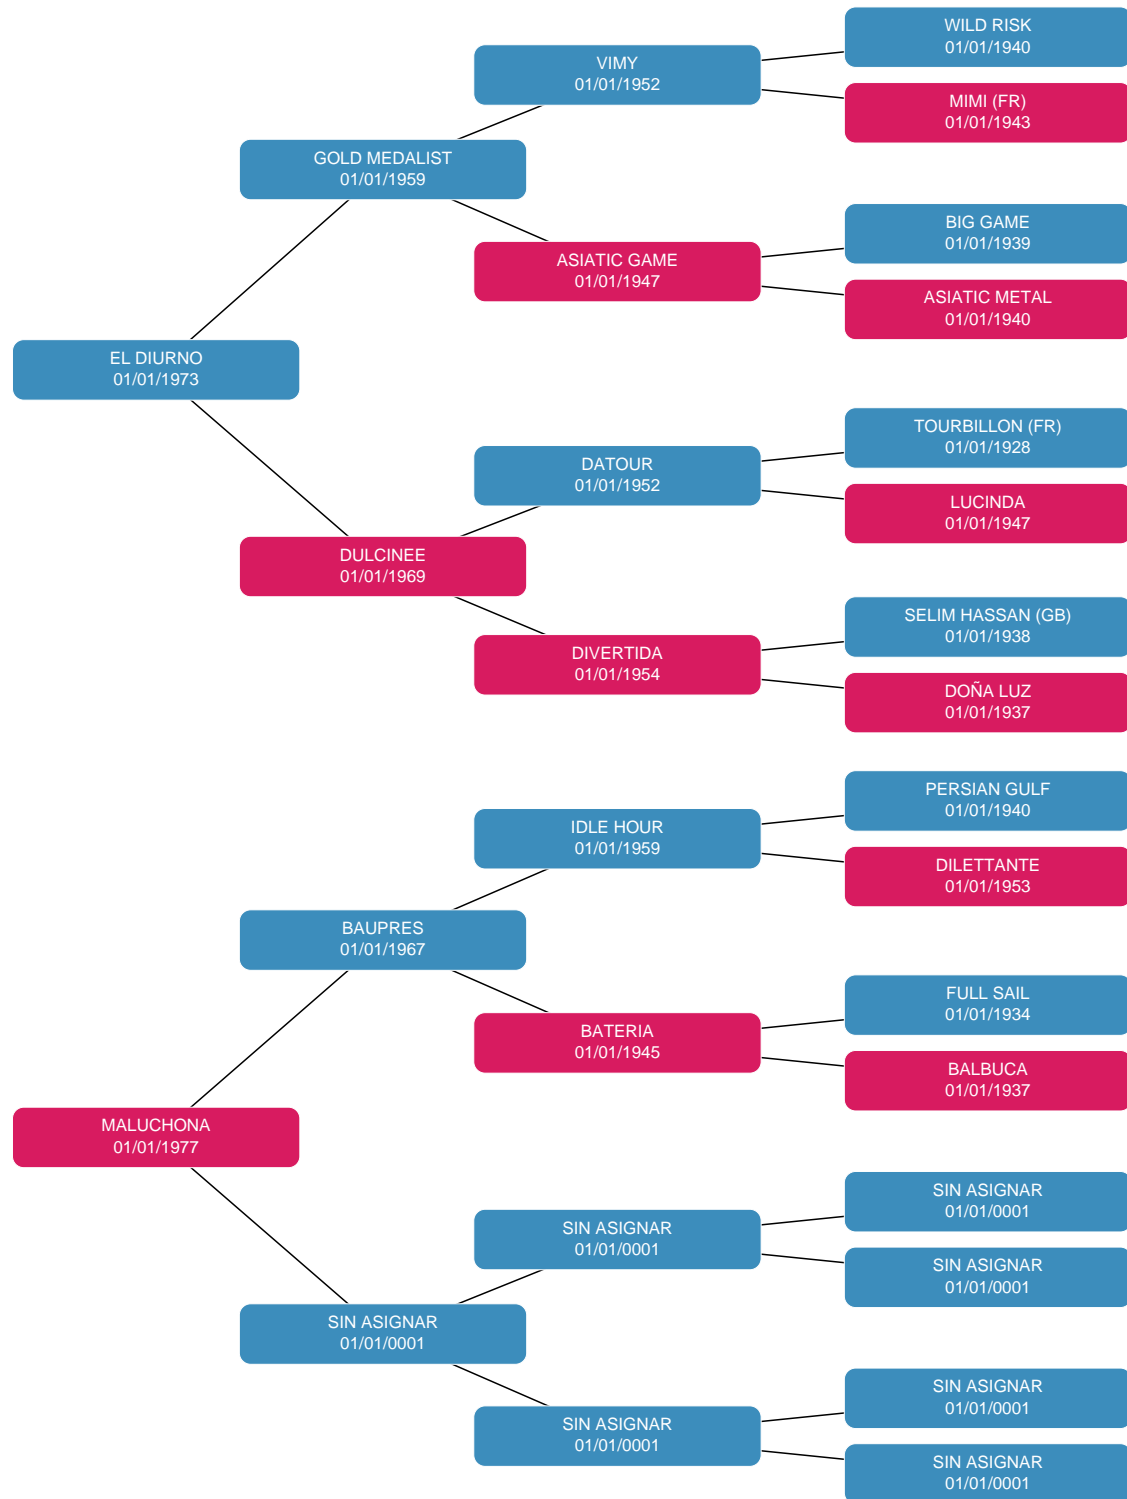 WILD RISK
01/01/1940
VIMY
01/01/1952
MIMI (FR)
01/01/1943
GOLD MEDALIST
01/01/1959
BIG GAME
01/01/1939
ASIATIC GAME
01/01/1947
ASIATIC METAL
01/01/1940
EL DIURNO
01/01/1973
TOURBILLON (FR)
01/01/1928
DATOUR
01/01/1952
LUCINDA
01/01/1947
DULCINEE
01/01/1969
SELIM HASSAN (GB)
01/01/1938
DIVERTIDA
01/01/1954
DOÑA LUZ
01/01/1937
PERSIAN GULF
01/01/1940
IDLE HOUR
01/01/1959
DILETTANTE
01/01/1953
BAUPRES
01/01/1967
FULL SAIL
01/01/1934
BATERIA
01/01/1945
BALBUCA
01/01/1937
MALUCHONA
01/01/1977
SIN ASIGNAR
01/01/0001
SIN ASIGNAR
01/01/0001
SIN ASIGNAR
01/01/0001
SIN ASIGNAR
01/01/0001
SIN ASIGNAR
01/01/0001
SIN ASIGNAR
01/01/0001
SIN ASIGNAR
01/01/0001